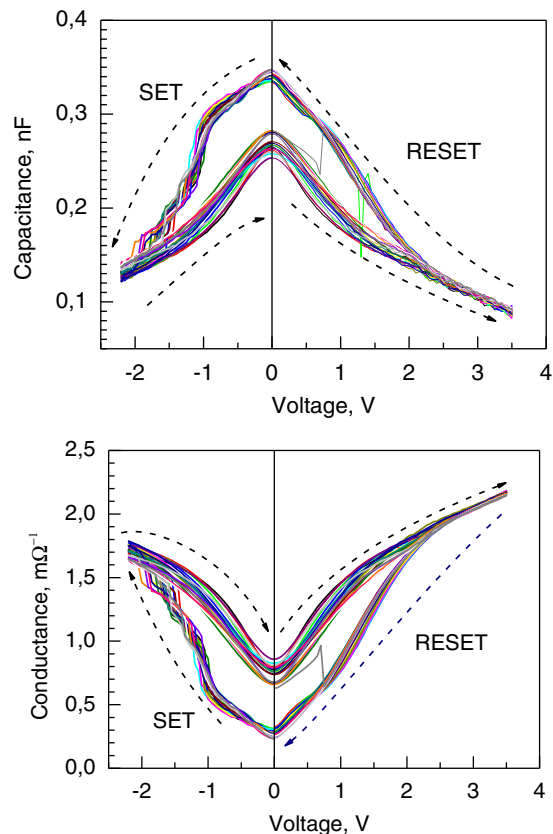 0,4
0,3
0,2
0,1
Capacitance, nF
SET
RESET
-2 -1 0 1 2 3 4
Voltage, V
2,5
2,0
1,5
1,0
0,5
0,0
Conductance, mΩ⁻¹
SET
RESET
-2 -1 0 1 2 3 4
Voltage, V